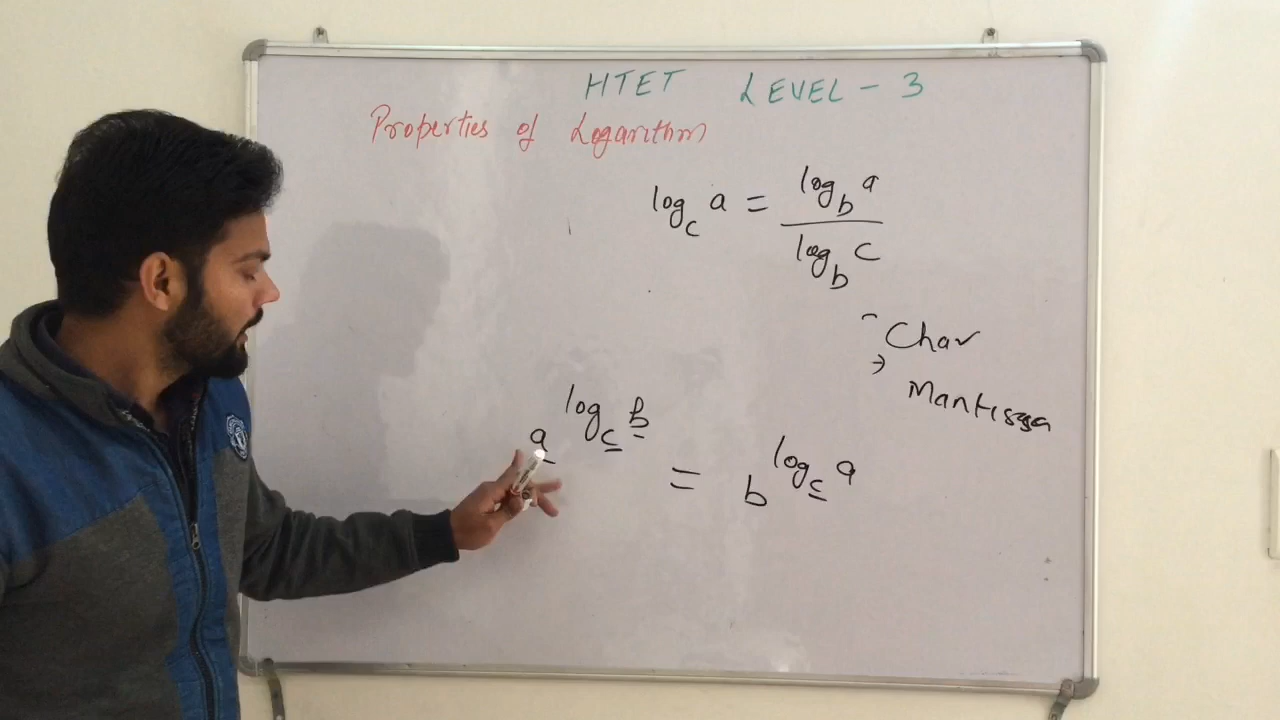 HTET LEVEL - 3
Properties of Logarithm
log_c a = log_b a / log_b c
Char
→ Mantissa
a^(log_c b) = b^(log_c a)